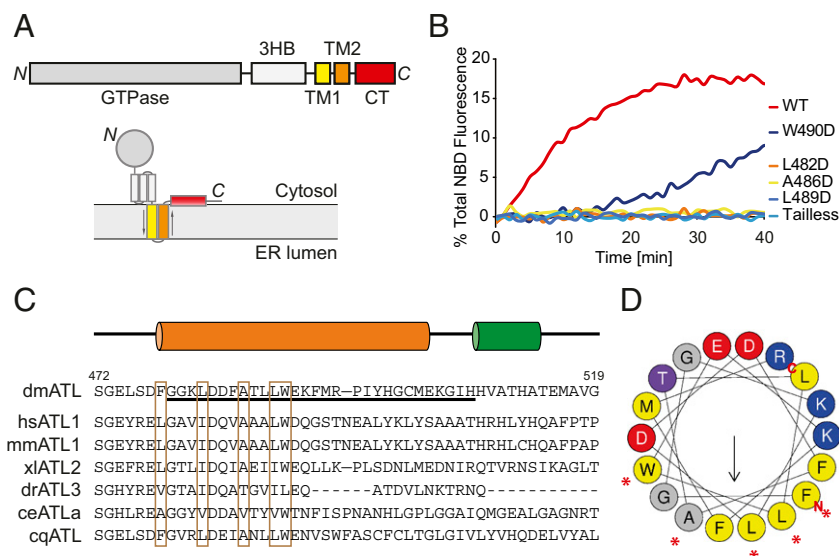 A
3HB TM2
N C
GTPase TM1 CT
N
C Cytosol
ER lumen
B
% Total NBD Fluorescence
20
15
10
5
0
0 10 20 30 40
Time [min]
WT
W490D
L482D
A486D
L489D
Tailless
C
472 519
dmATL SGELSDFGGKLDDFATLLWEKFMR–PIYHGCMEKGIHHVATHATEMAVG
hsATL1 SGEYRELGAVIDQVAAALWDQGSTNEALYKLYSAAATHRHLYHQAFPTP
mmATL1 SGEYRELGAVIDQVAAALWDQGSTNEALYKLYSAAATHRHLCHQAFPAP
xlATL2 SGEFRELGTLIDQIAEIIWEQLLK–PLSDNLMEDNIRQTVRNSIKAGLT
drATL3 SGHYREVGTAIDQATGVILEQ------ATDVLNKTRNQ-----------
ceATLa SGHLREAGGYVDDAVTYVWTNFISPNANHLGPLGGAIQMGEALGAGNRT
cqATL SGEYRDFGVRLDEIANLLWENVSWFASCFCLTGLGIVLYVHQDELVYAL
D
G E D R C L
T K
M K
D F
W F N *
* G L
A F L *
* *